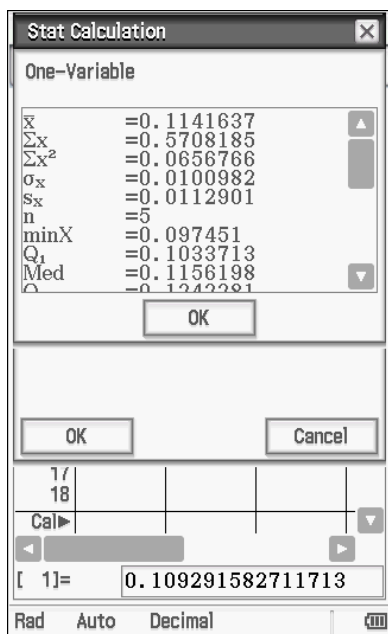 Stat Calculation
One-Variable
x̄ =0.1141637
Σx =0.5708185
Σx² =0.0656766
σx =0.0100982
sx =0.0112901
n =5
minX =0.097451
Q₁ =0.1033713
Med =0.1156198
OK
OK Cancel
17
18
Cal▶
[ 1]= 0.109291582711713
Rad Auto Decimal